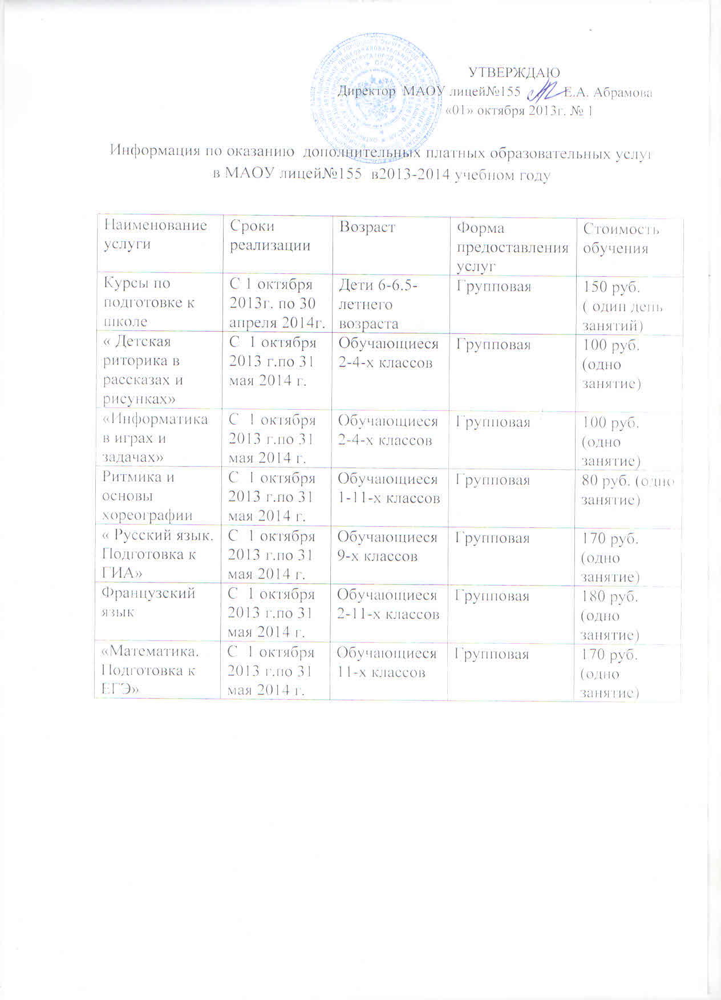 УТВЕРЖДАЮ
Директор МАОУ лицей№155 Е.А. Абрамова
«01» октября 2013г. № 1
Информация по оказанию дополнительных платных образовательных услуг
в МАОУ лицей№155 в2013-2014 учебном году
Наименование
услуги
Сроки
реализации
Возраст
Форма
предоставления
услуг
Стоимость
обучения
Курсы по
подготовке к
школе
С 1 октября
2013г. по 30
апреля 2014г.
Дети 6-6.5-
летнего
возраста
Групповая
150 руб.
( один день
занятий)
« Детская
риторика в
рассказах и
рисунках»
С 1 октября
2013 г.по 31
мая 2014 г.
Обучающиеся
2-4-х классов
Групповая
100 руб.
(одно
занятие)
«Информатика
в играх и
задачах»
С 1 октября
2013 г.по 31
мая 2014 г.
Обучающиеся
2-4-х классов
Групповая
100 руб.
(одно
занятие)
Ритмика и
основы
хореографии
С 1 октября
2013 г.по 31
мая 2014 г.
Обучающиеся
1-11-х классов
Групповая
80 руб. (одно
занятие)
« Русский язык.
Подготовка к
ГИА»
С 1 октября
2013 г.по 31
мая 2014 г.
Обучающиеся
9-х классов
Групповая
170 руб.
(одно
занятие)
Французский
язык
С 1 октября
2013 г.по 31
мая 2014 г.
Обучающиеся
2-11-х классов
Групповая
180 руб.
(одно
занятие)
«Математика.
Подготовка к
ЕГЭ»
С 1 октября
2013 г.по 31
мая 2014 г.
Обучающиеся
11-х классов
Групповая
170 руб.
(одно
занятие)